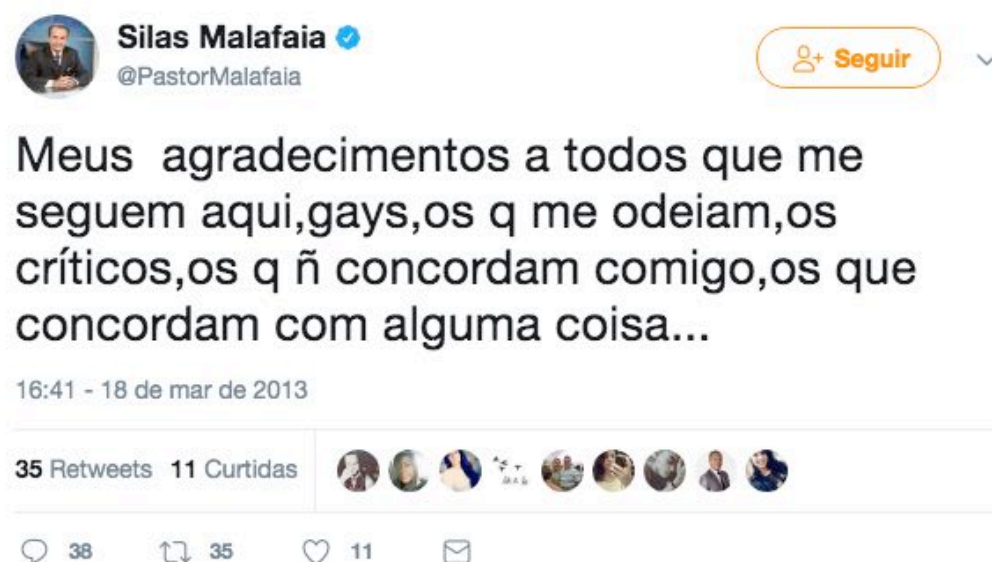 Silas Malafaia
@PastorMalafaia
Seguir
Meus agradecimentos a todos que me
seguem aqui,gays,os q me odeiam,os
críticos,os q ñ concordam comigo,os que
concordam com alguma coisa...
16:41 - 18 de mar de 2013
35 Retweets 11 Curtidas
38 35 11